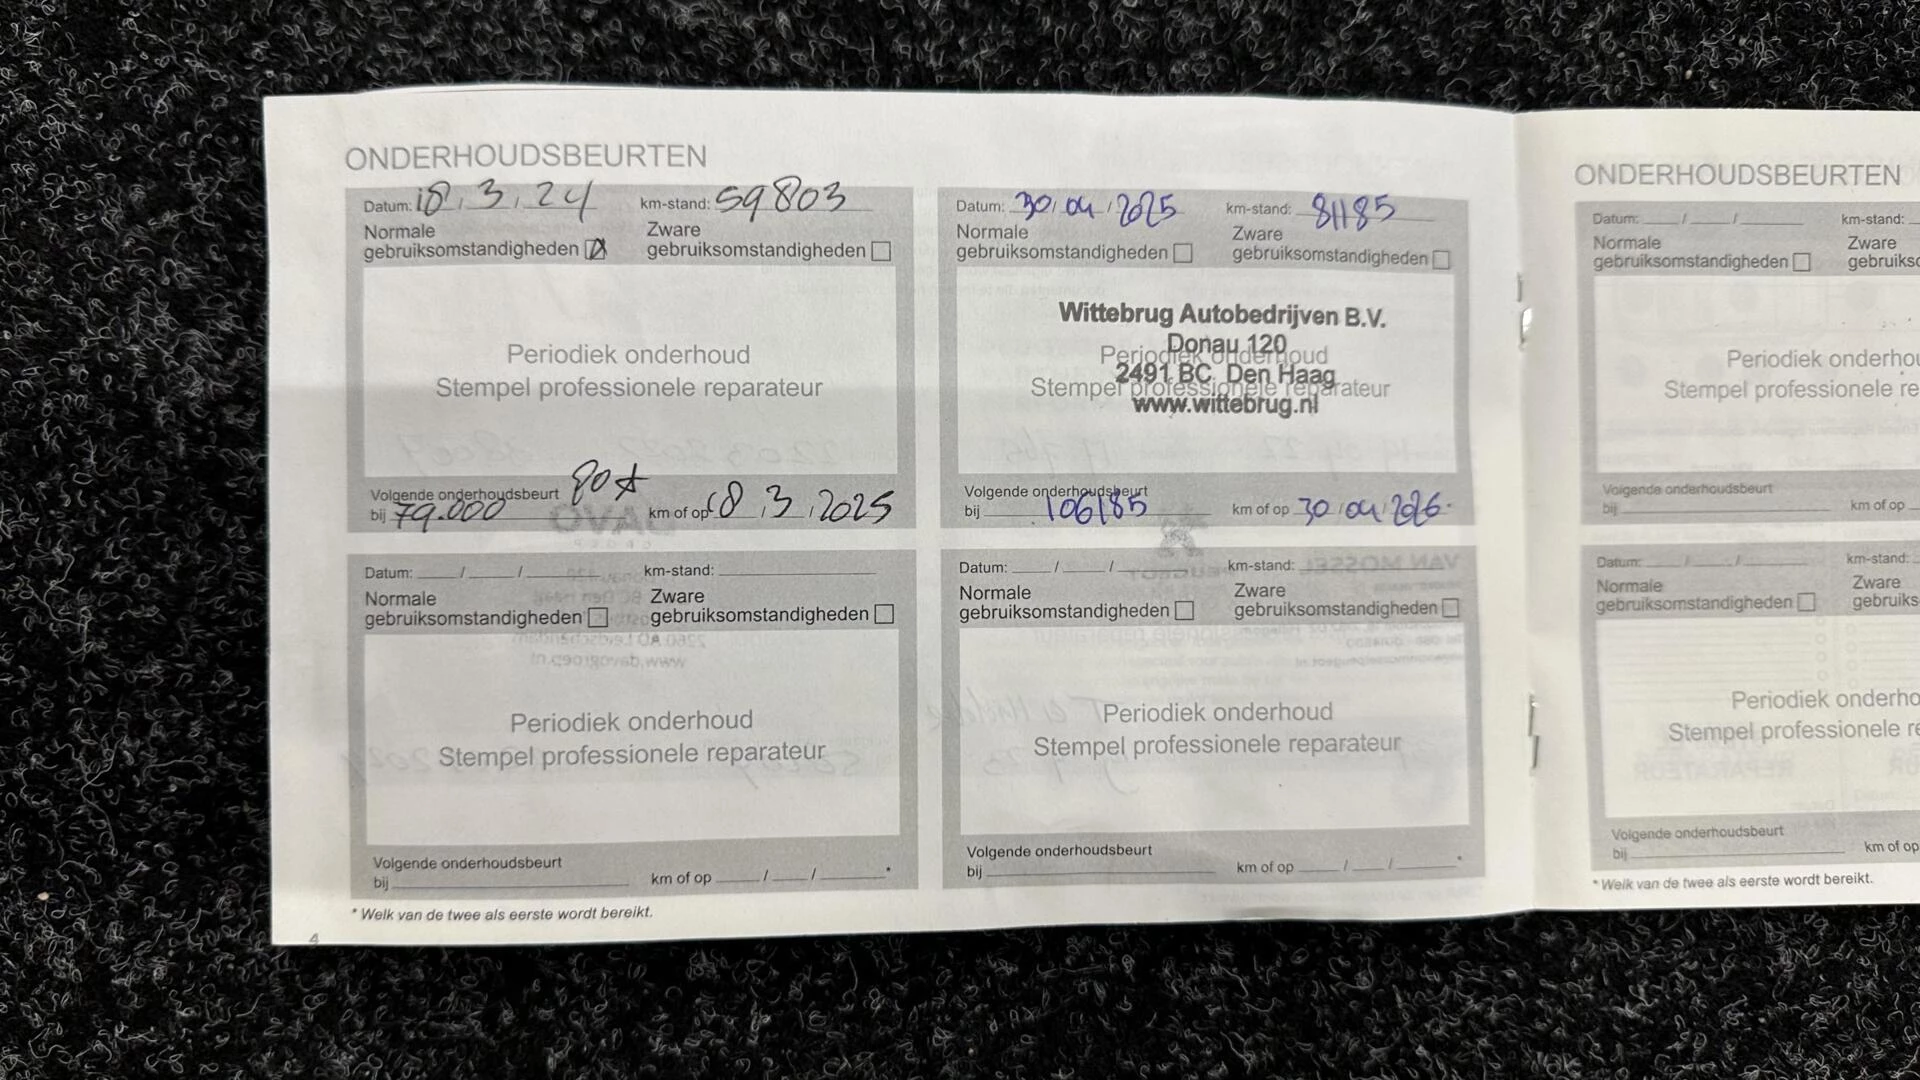 ONDERHOUDSBEURTEN
Datum: 18.3.24 km-stand: 59803
Normale gebruiksomstandigheden Zware gebruiksomstandigheden
Periodiek onderhoud
Stempel professionele reparateur
Volgende onderhoudsbeurt
bij 79.000 km of op 18.3.2025
Datum: 30/04/2025 km-stand: 81185
Normale gebruiksomstandigheden Zware gebruiksomstandigheden
Wittebrug Autobedrijven B.V.
Donau 120
Periodiek onderhoud
2491 BC Den Haag
Stempel professionele reparateur
www.wittebrug.nl
Volgende onderhoudsbeurt
bij 106185 km of op 30/04/2026.
Datum: / / km-stand:
Normale gebruiksomstandigheden Zware gebruiksomstandigheden
Periodiek onderhoud
Stempel professionele reparateur
Volgende onderhoudsbeurt
bij km of op / / *
Datum: / / km-stand:
Normale gebruiksomstandigheden Zware gebruiksomstandigheden
Periodiek onderhoud
Stempel professionele reparateur
Volgende onderhoudsbeurt
bij km of op / / *
* Welk van de twee als eerste wordt bereikt.
4
ONDERHOUDSBEURTEN
Datum: / / km-stand:
Normale gebruiksomstandigheden Zware
Periodiek
Stempel professionele
Volgende onderhoudsbeurt
bij km of op
Datum: / / km-stand:
Normale gebruiksomstandigheden Zware
Periodiek
Stempel professionele
Volgende onderhoudsbeurt
bij km of op
* Welk van de twee als eerste wordt bereikt.